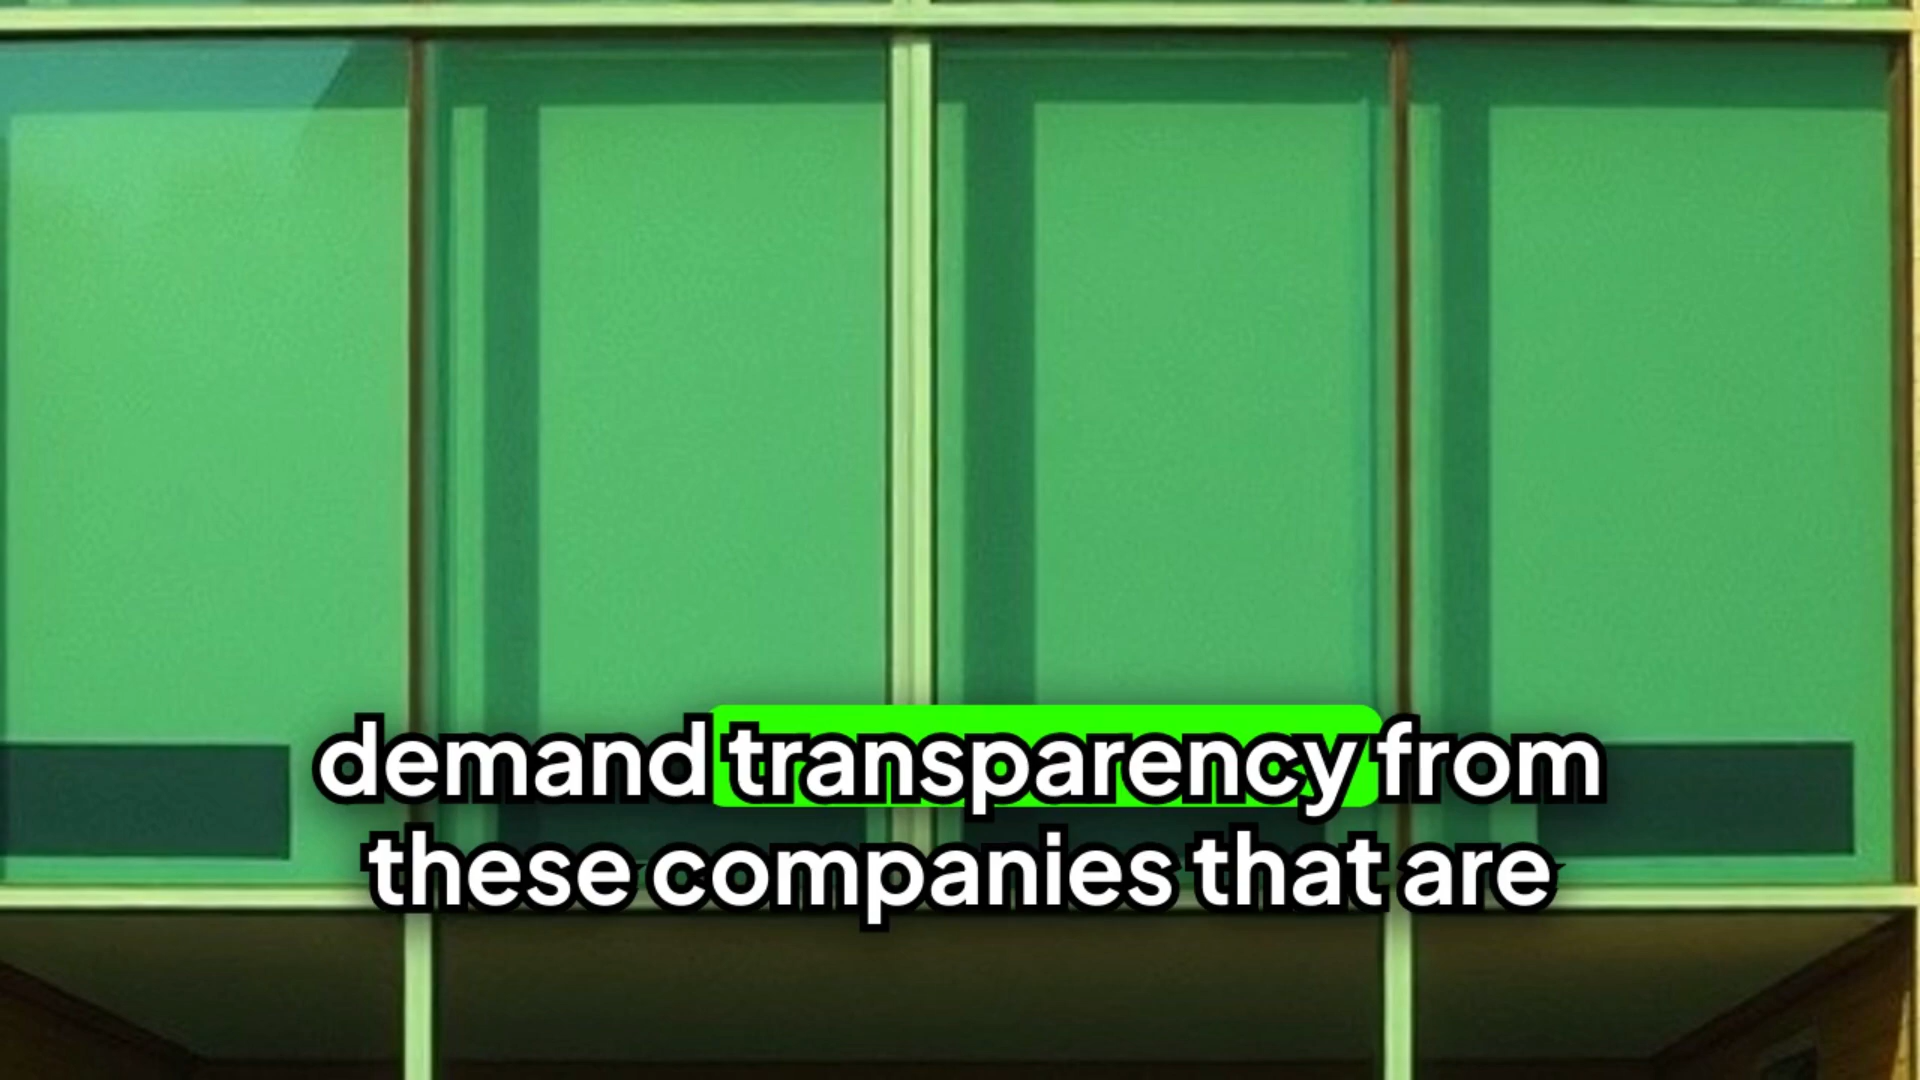 demand transparency from
these companies that are